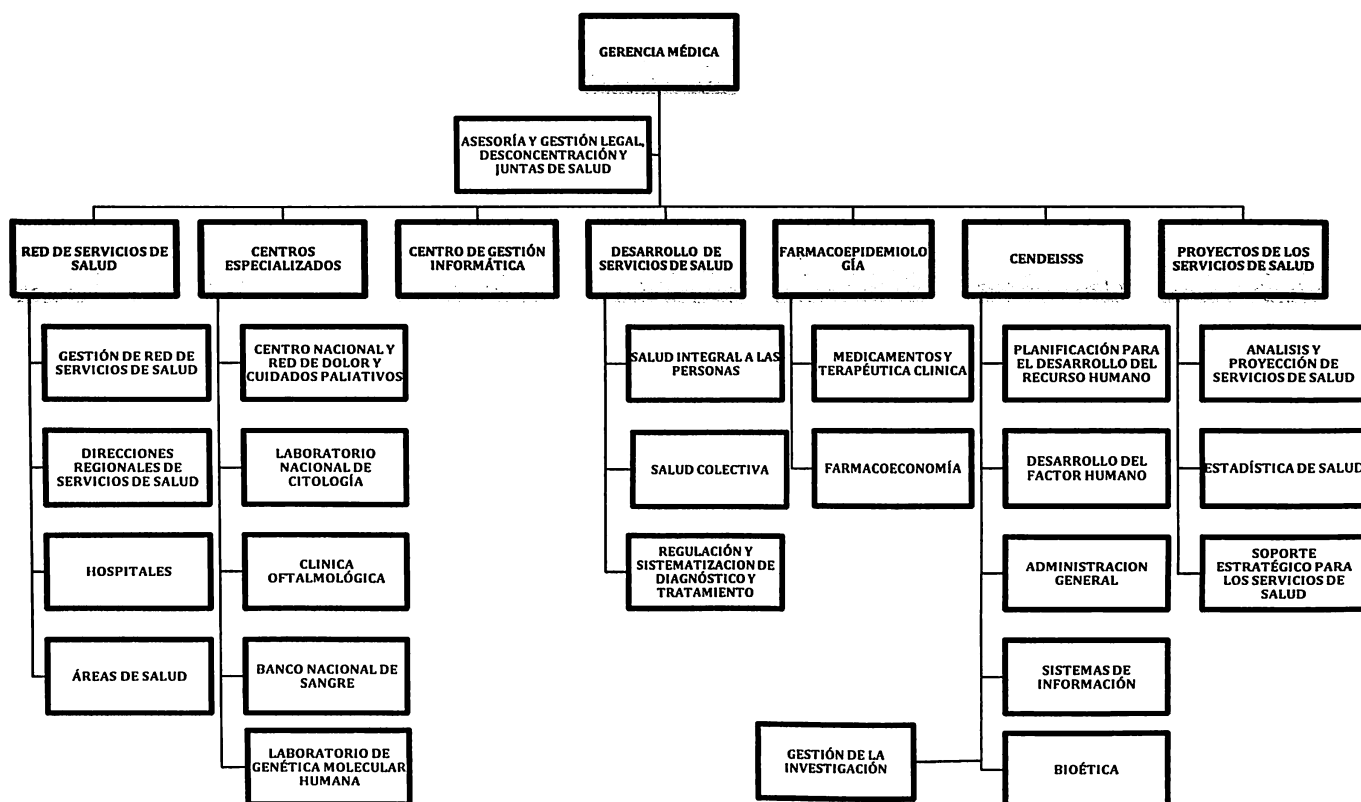 GERENCIA MÉDICA
ASESORÍA Y GESTIÓN LEGAL,
DESCONCENTRACIÓN Y
JUNTAS DE SALUD
RED DE SERVICIOS DE
SALUD
CENTROS
ESPECIALIZADOS
CENTRO DE GESTIÓN
INFORMÁTICA
DESARROLLO DE
SERVICIOS DE SALUD
FARMACOEPIDEMIOLO
GÍA
CENDEISSS
PROYECTOS DE LOS
SERVICIOS DE SALUD
GESTIÓN DE RED DE
SERVICIOS DE SALUD
DIRECCIONES
REGIONALES DE
SERVICIOS DE SALUD
HOSPITALES
ÁREAS DE SALUD
CENTRO NACIONAL Y
RED DE DOLOR Y
CUIDADOS PALIATIVOS
LABORATORIO
NACIONAL DE
CITOLOGÍA
CLINICA
OFTALMOLÓGICA
BANCO NACIONAL DE
SANGRE
LABORATORIO DE
GENÉTICA MOLECULAR
HUMANA
SALUD INTEGRAL A LAS
PERSONAS
SALUD COLECTIVA
REGULACIÓN Y
SISTEMATIZACION DE
DIAGNÓSTICO Y
TRATAMIENTO
MEDICAMENTOS Y
TERAPÉUTICA CLINICA
FARMACOECONOMÍA
PLANIFICACIÓN PARA
EL DESARROLLO DEL
RECURSO HUMANO
DESARROLLO DEL
FACTOR HUMANO
ADMINISTRACION
GENERAL
SISTEMAS DE
INFORMACIÓN
GESTIÓN DE LA
INVESTIGACIÓN
BIOÉTICA
ANALISIS Y
PROYECCIÓN DE
SERVICIOS DE SALUD
ESTADÍSTICA DE SALUD
SOPORTE
ESTRATÉGICO PARA
LOS SERVICIOS DE
SALUD